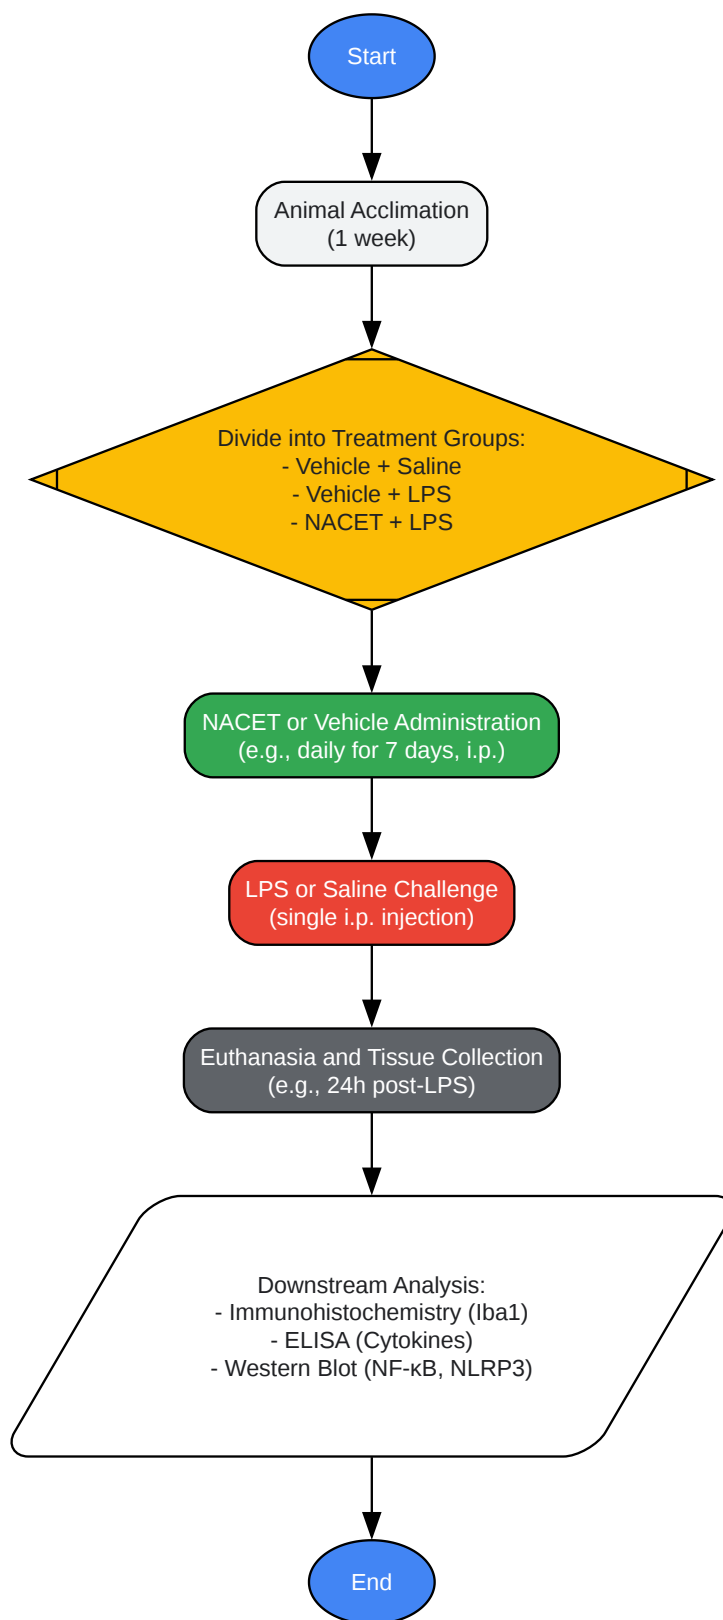 Start
Animal Acclimation
(1 week)
Divide into Treatment Groups:
- Vehicle + Saline
- Vehicle + LPS
- NACET + LPS
NACET or Vehicle Administration
(e.g., daily for 7 days, i.p.)
LPS or Saline Challenge
(single i.p. injection)
Euthanasia and Tissue Collection
(e.g., 24h post-LPS)
Downstream Analysis:
- Immunohistochemistry (Iba1)
- ELISA (Cytokines)
- Western Blot (NF-κB, NLRP3)
End